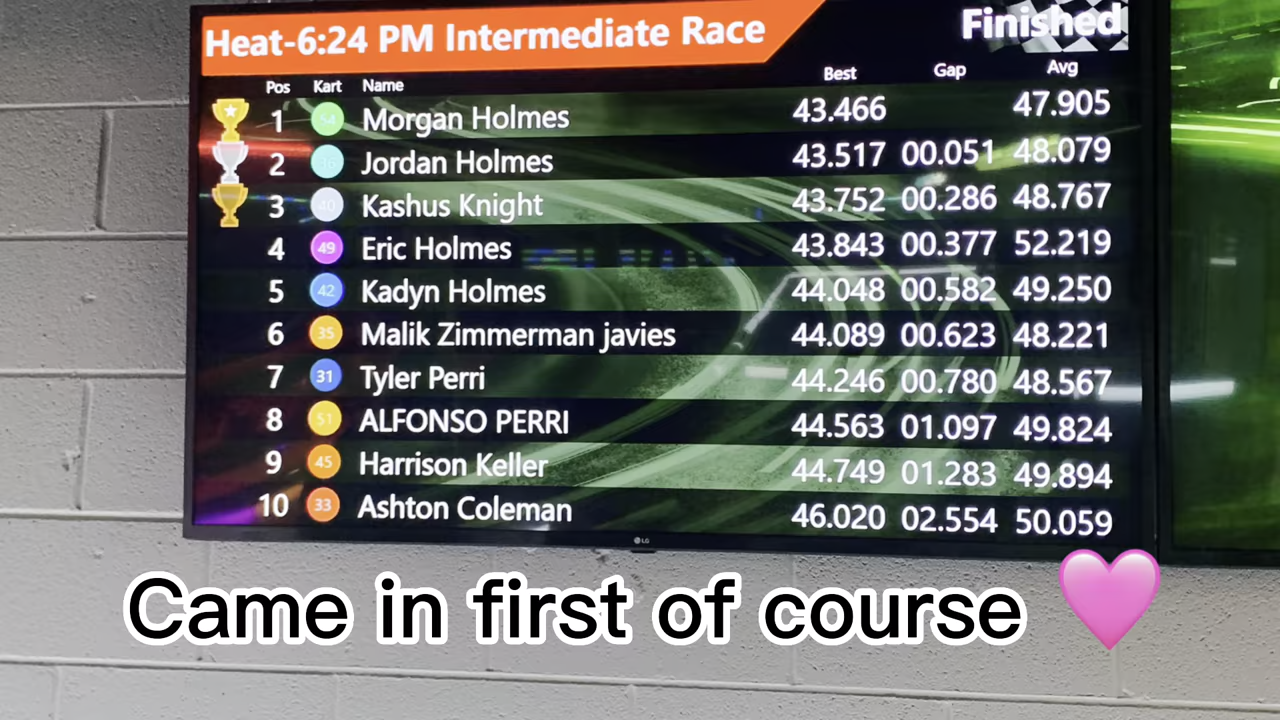 Heat-6:24 PM Intermediate Race Finished
Pos Kart Name Best Gap Avg
1 54 Morgan Holmes 43.466 47.905
2 36 Jordan Holmes 43.517 00.051 48.079
3 40 Kashus Knight 43.752 00.286 48.767
4 49 Eric Holmes 43.843 00.377 52.219
5 42 Kadyn Holmes 44.048 00.582 49.250
6 35 Malik Zimmerman javies 44.089 00.623 48.221
7 31 Tyler Perri 44.246 00.780 48.567
8 51 ALFONSO PERRI 44.563 01.097 49.824
9 45 Harrison Keller 44.749 01.283 49.894
10 33 Ashton Coleman 46.020 02.554 50.059
LG
Came in first of course 🩷